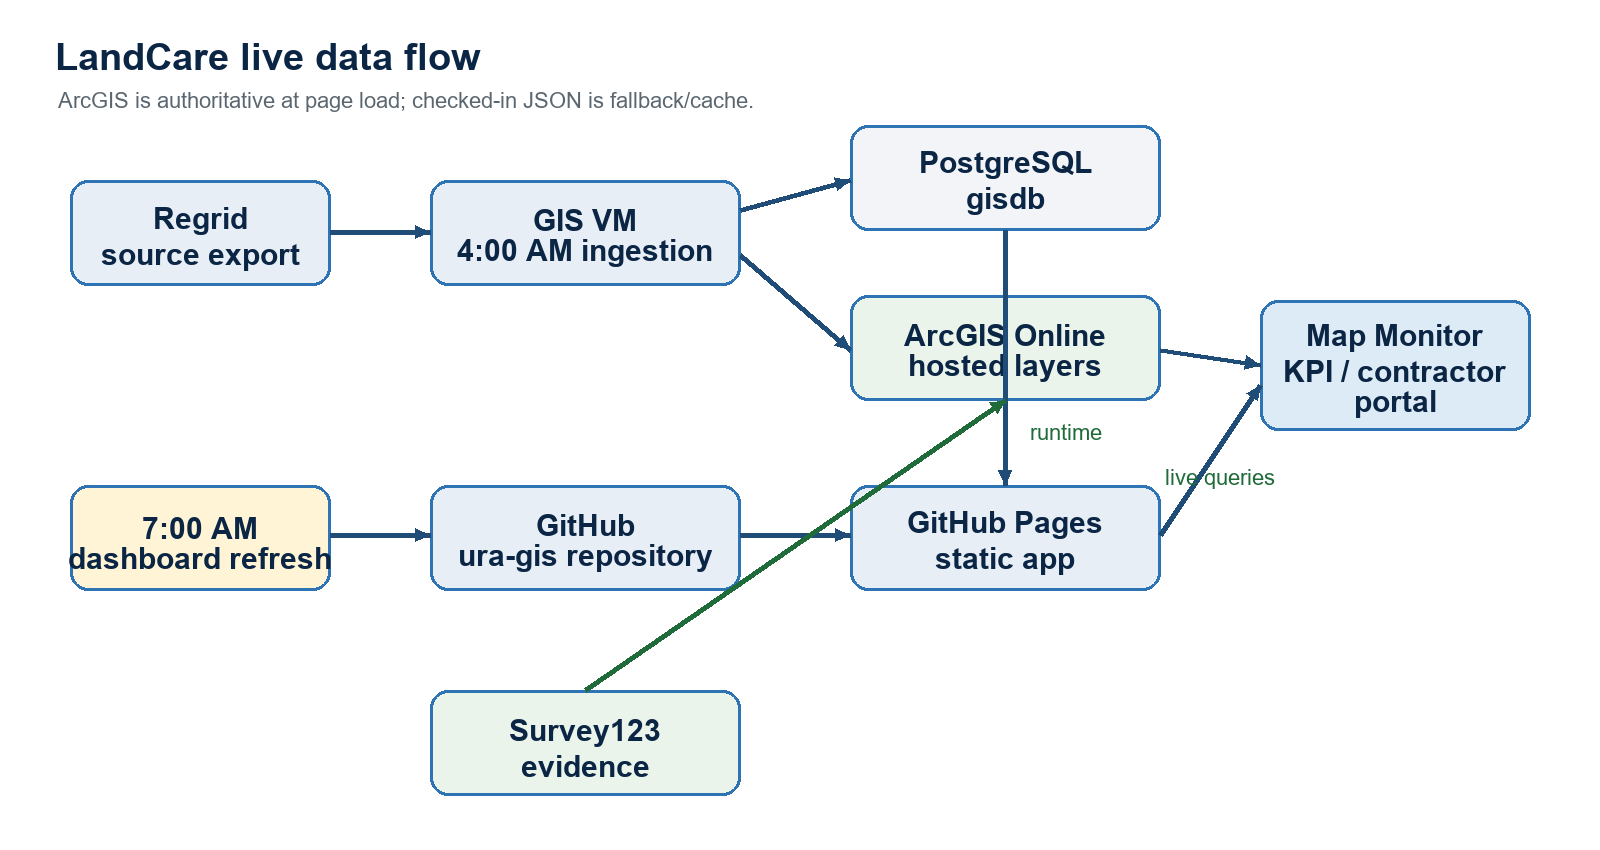 LandCare live data flow
ArcGIS is authoritative at page load; checked-in JSON is fallback/cache.
PostgreSQL
gisdb
Regrid
source export
GIS VM
4:00 AM ingestion
ArcGIS Online
hosted layers
Map Monitor
KPI / contractor
portal
runtime
live queries
7:00 AM
dashboard refresh
GitHub
ura-gis repository
GitHub Pages
static app
Survey123
evidence